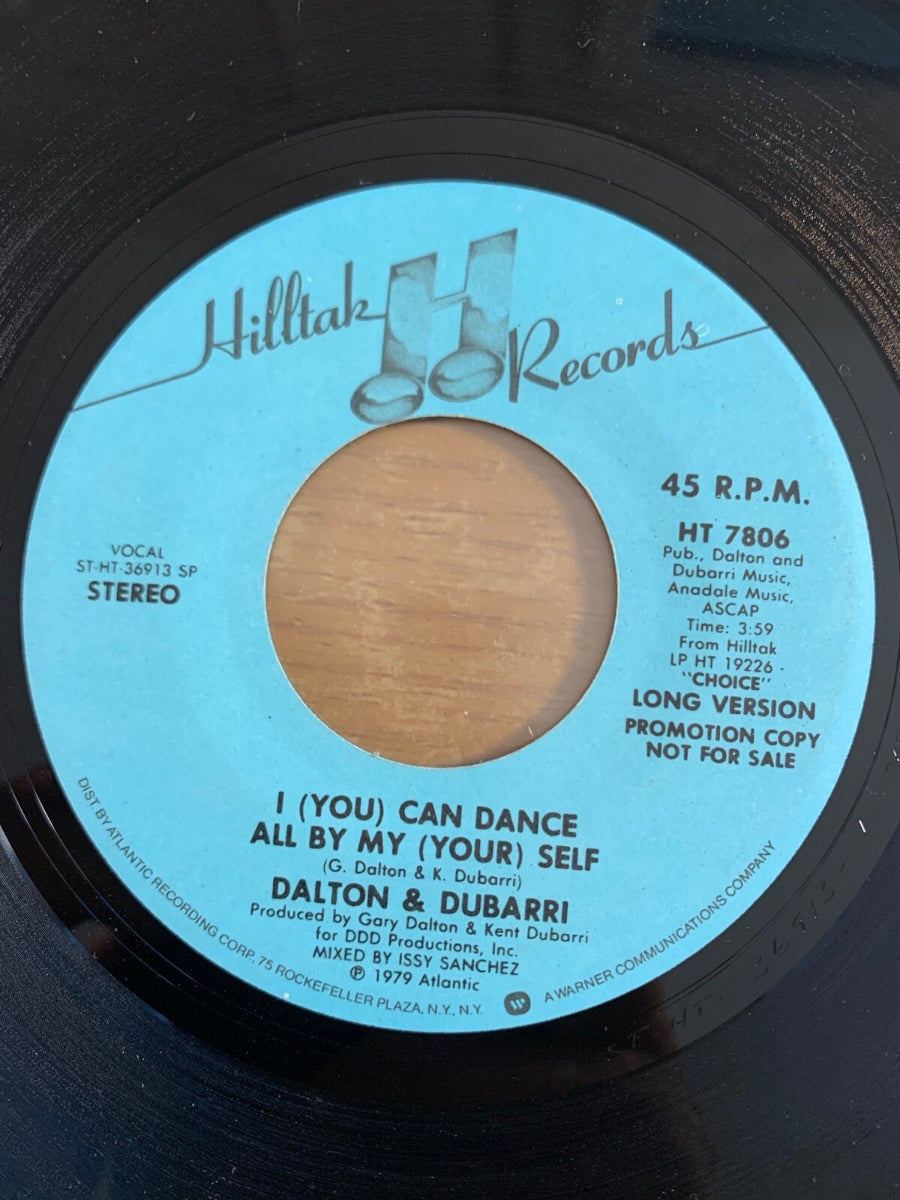 Hilltak Records
45 R.P.M.
HT 7806
Pub., Dalton and
Dubarri Music,
Anadale Music,
ASCAP
Time: 3:59
From Hilltak
LP HT 19226 -
"CHOICE"
LONG VERSION
PROMOTION COPY
NOT FOR SALE
VOCAL
ST-HT-36913 SP
STEREO
I (YOU) CAN DANCE
ALL BY MY (YOUR) SELF
(G. Dalton & K. Dubarri)
DALTON & DUBARRI
Produced by Gary Dalton & Kent Dubarri
for DDD Productions, Inc.
MIXED BY ISSY SANCHEZ
℗ 1979 Atlantic
DIST. BY ATLANTIC RECORDING CORP., 75 ROCKEFELLER PLAZA, N.Y., N.Y. A WARNER COMMUNICATIONS COMPANY